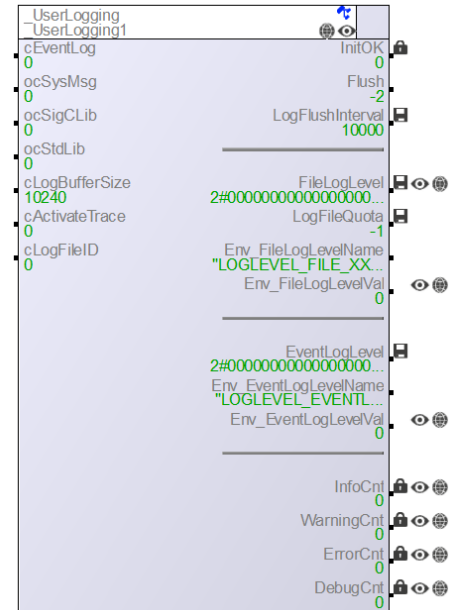 _UserLogging
_UserLogging1
cEventLog InitOK
0 0
ocSysMsg Flush
0 -2
ocSigCLib LogFlushInterval
0 10000
ocStdLib
0
cLogBufferSize FileLogLevel
10240 2#00000000000000000...
cActivateTrace LogFileQuota
0 -1
cLogFileID Env_FileLogLevelName
0 "LOGLEVEL_FILE_XX...
Env_FileLogLevelVal
0
EventLogLevel
2#00000000000000000...
Env_EventLogLevelName
"LOGLEVEL_EVENTL...
Env_EventLogLevelVal
0
InfoCnt
0
WarningCnt
0
ErrorCnt
0
DebugCnt
0